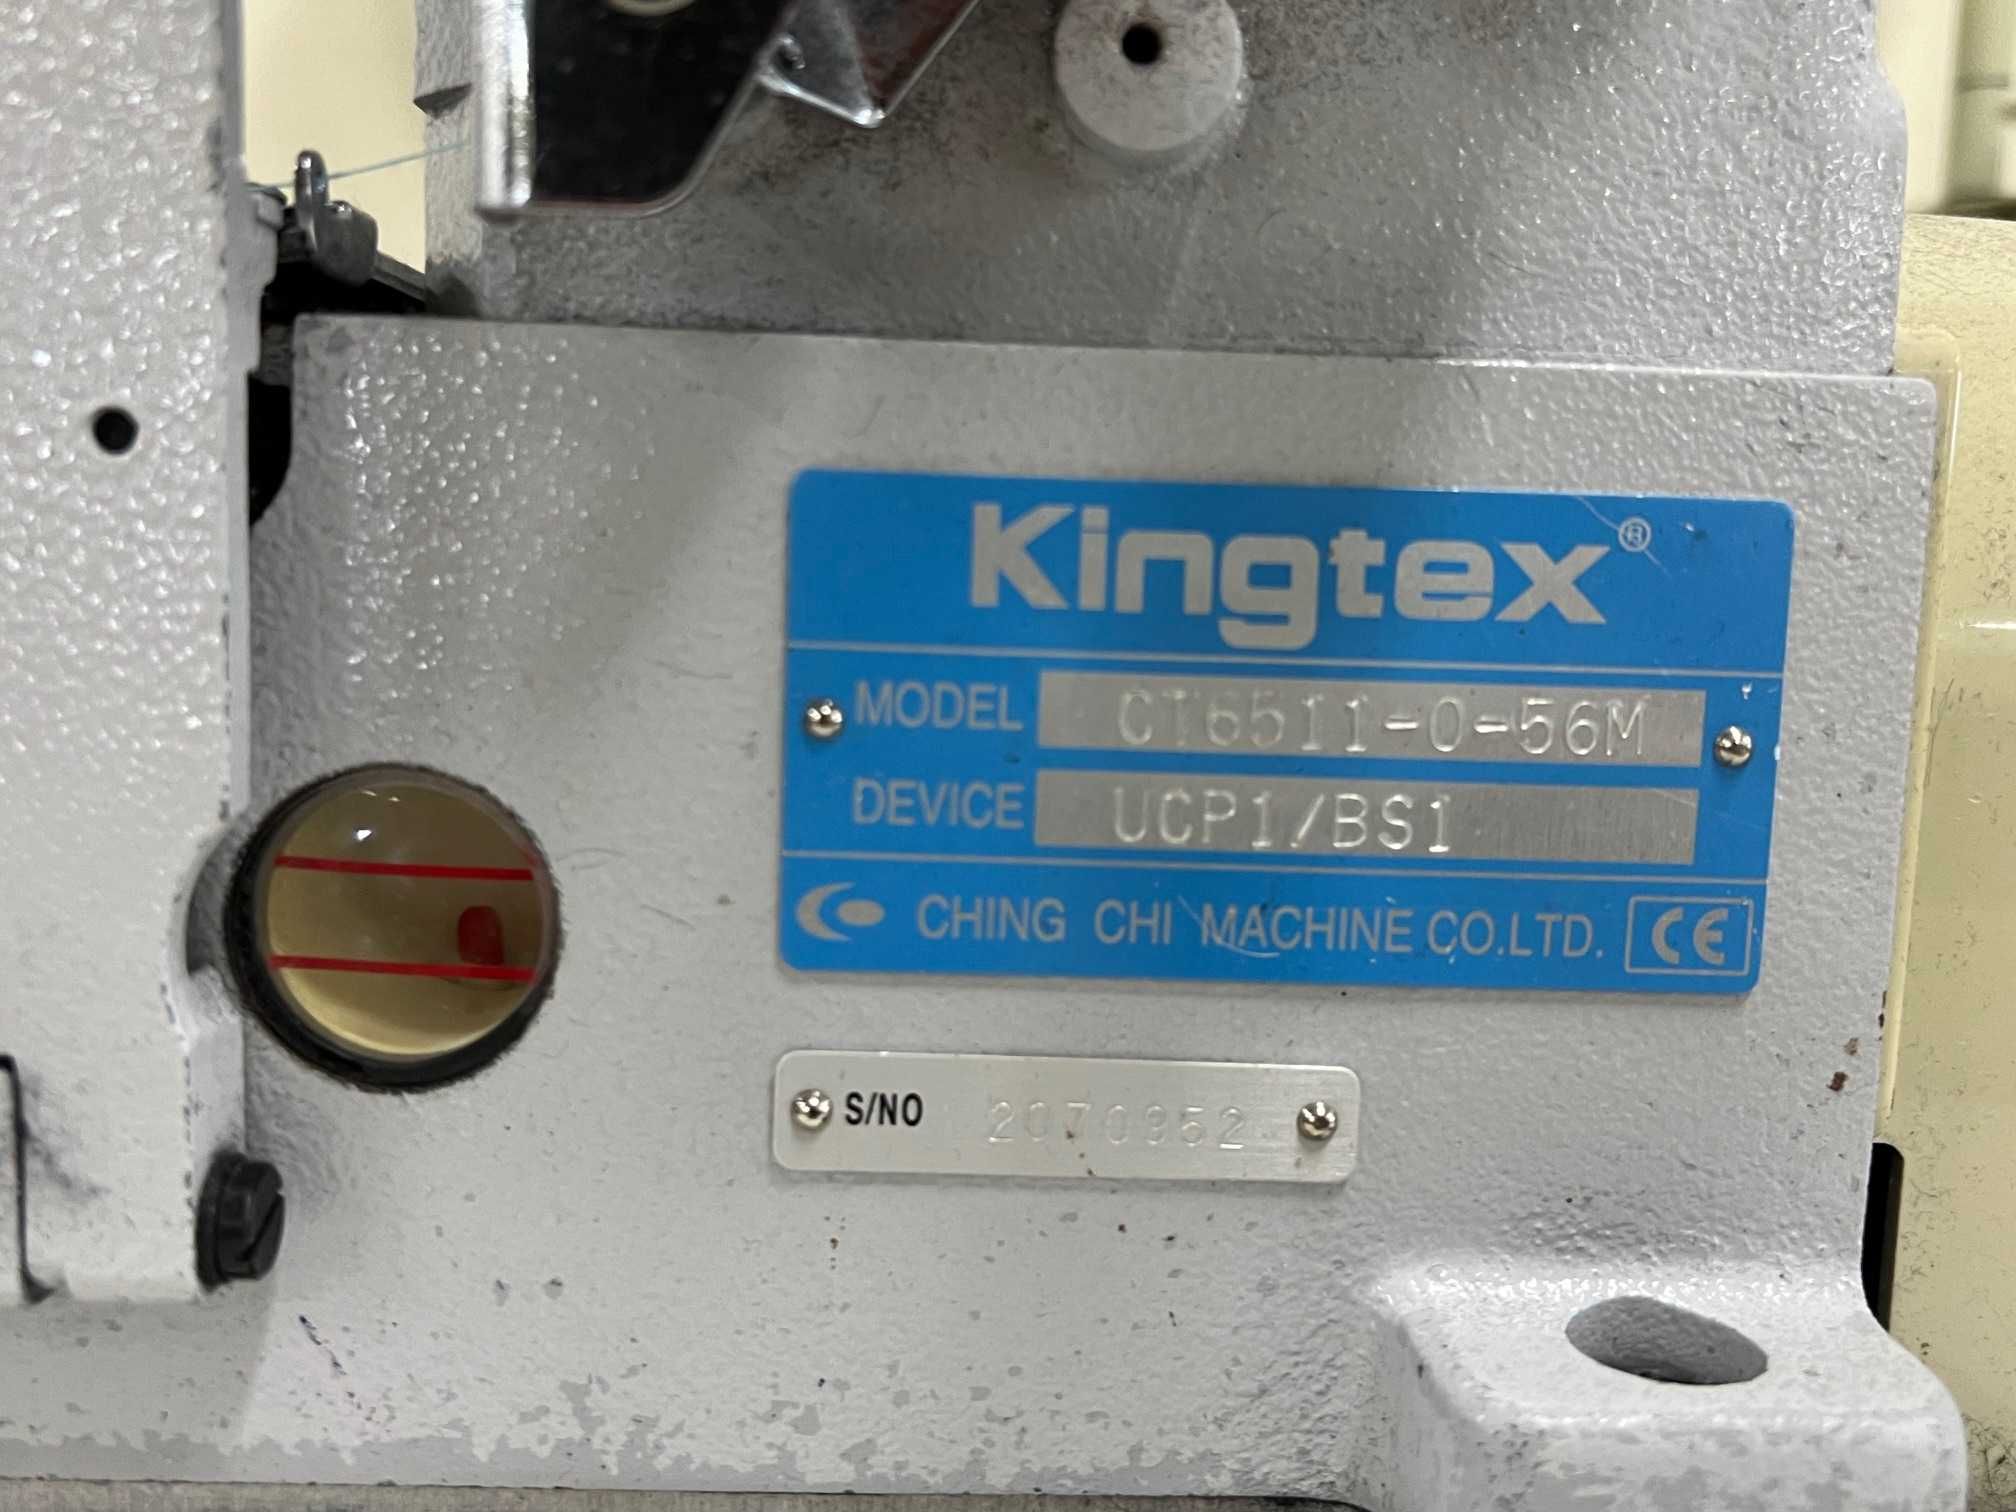 Kingtex®
MODEL CT6511-0-56M
DEVICE UCP1/BS1
CHING CHI MACHINE CO.LTD. CE
S/NO 2070952